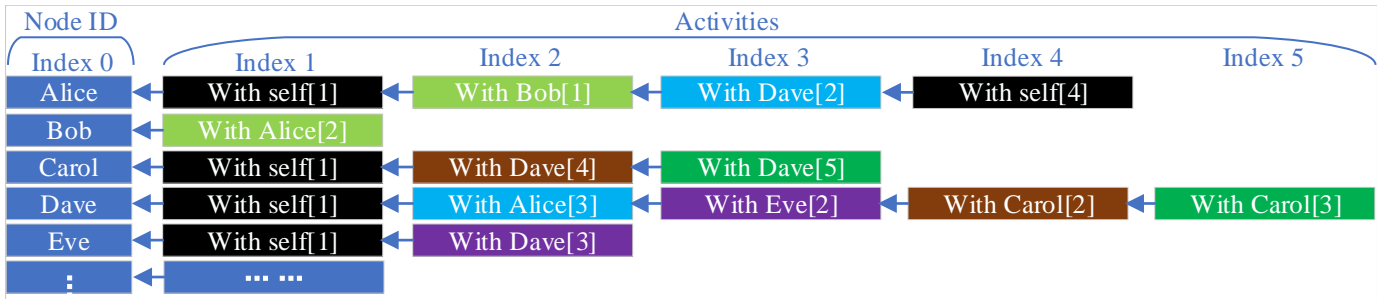 Node ID Activities
Index 0 Index 1 Index 2 Index 3 Index 4 Index 5
Alice With self[1] With Bob[1] With Dave[2] With self[4]
Bob With Alice[2]
Carol With self[1] With Dave[4] With Dave[5]
Dave With self[1] With Alice[3] With Eve[2] With Carol[2] With Carol[3]
Eve With self[1] With Dave[3]
⋮ ... ...